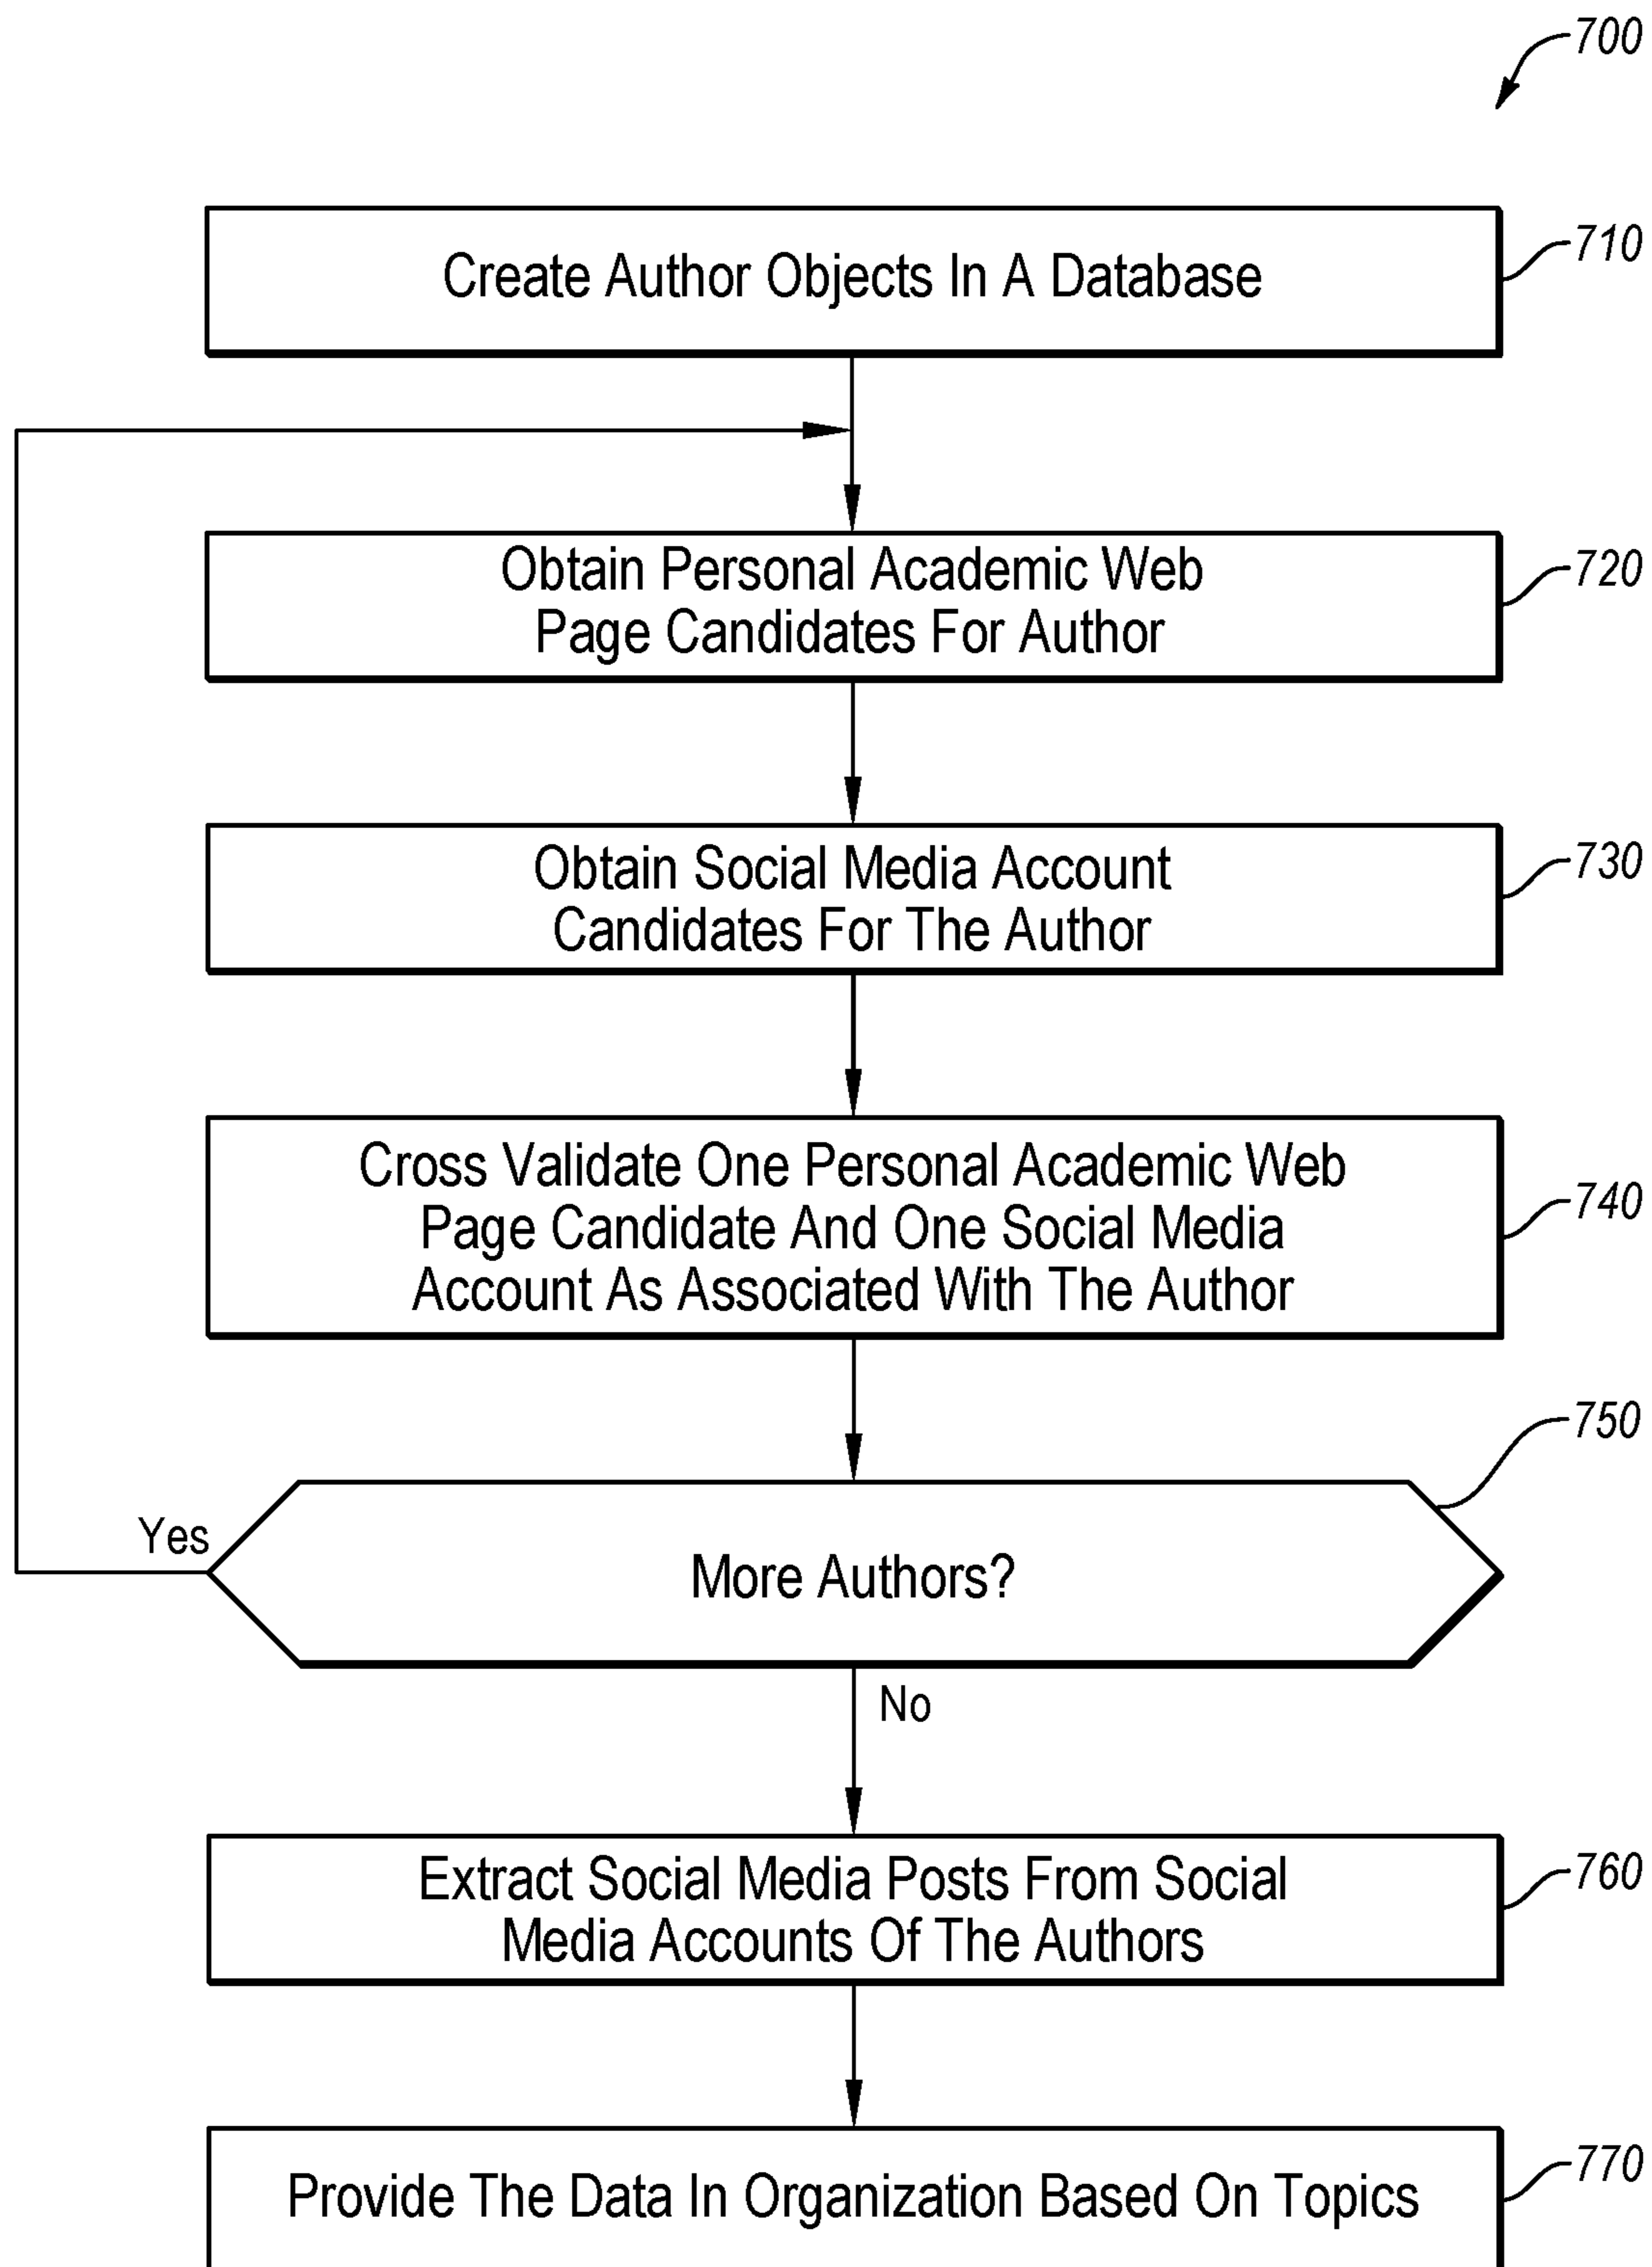 700
Create Author Objects In A Database
710
Obtain Personal Academic Web
Page Candidates For Author
720
Obtain Social Media Account
Candidates For The Author
730
Cross Validate One Personal Academic Web
Page Candidate And One Social Media
Account As Associated With The Author
740
750
Yes
More Authors?
No
Extract Social Media Posts From Social
Media Accounts Of The Authors
760
Provide The Data In Organization Based On Topics
770